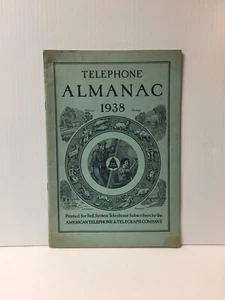 TELEPHONE
ALMANAC
1938
Printed for Bell System Telephone Subscribers by the
AMERICAN TELEPHONE & TELEGRAPH COMPANY